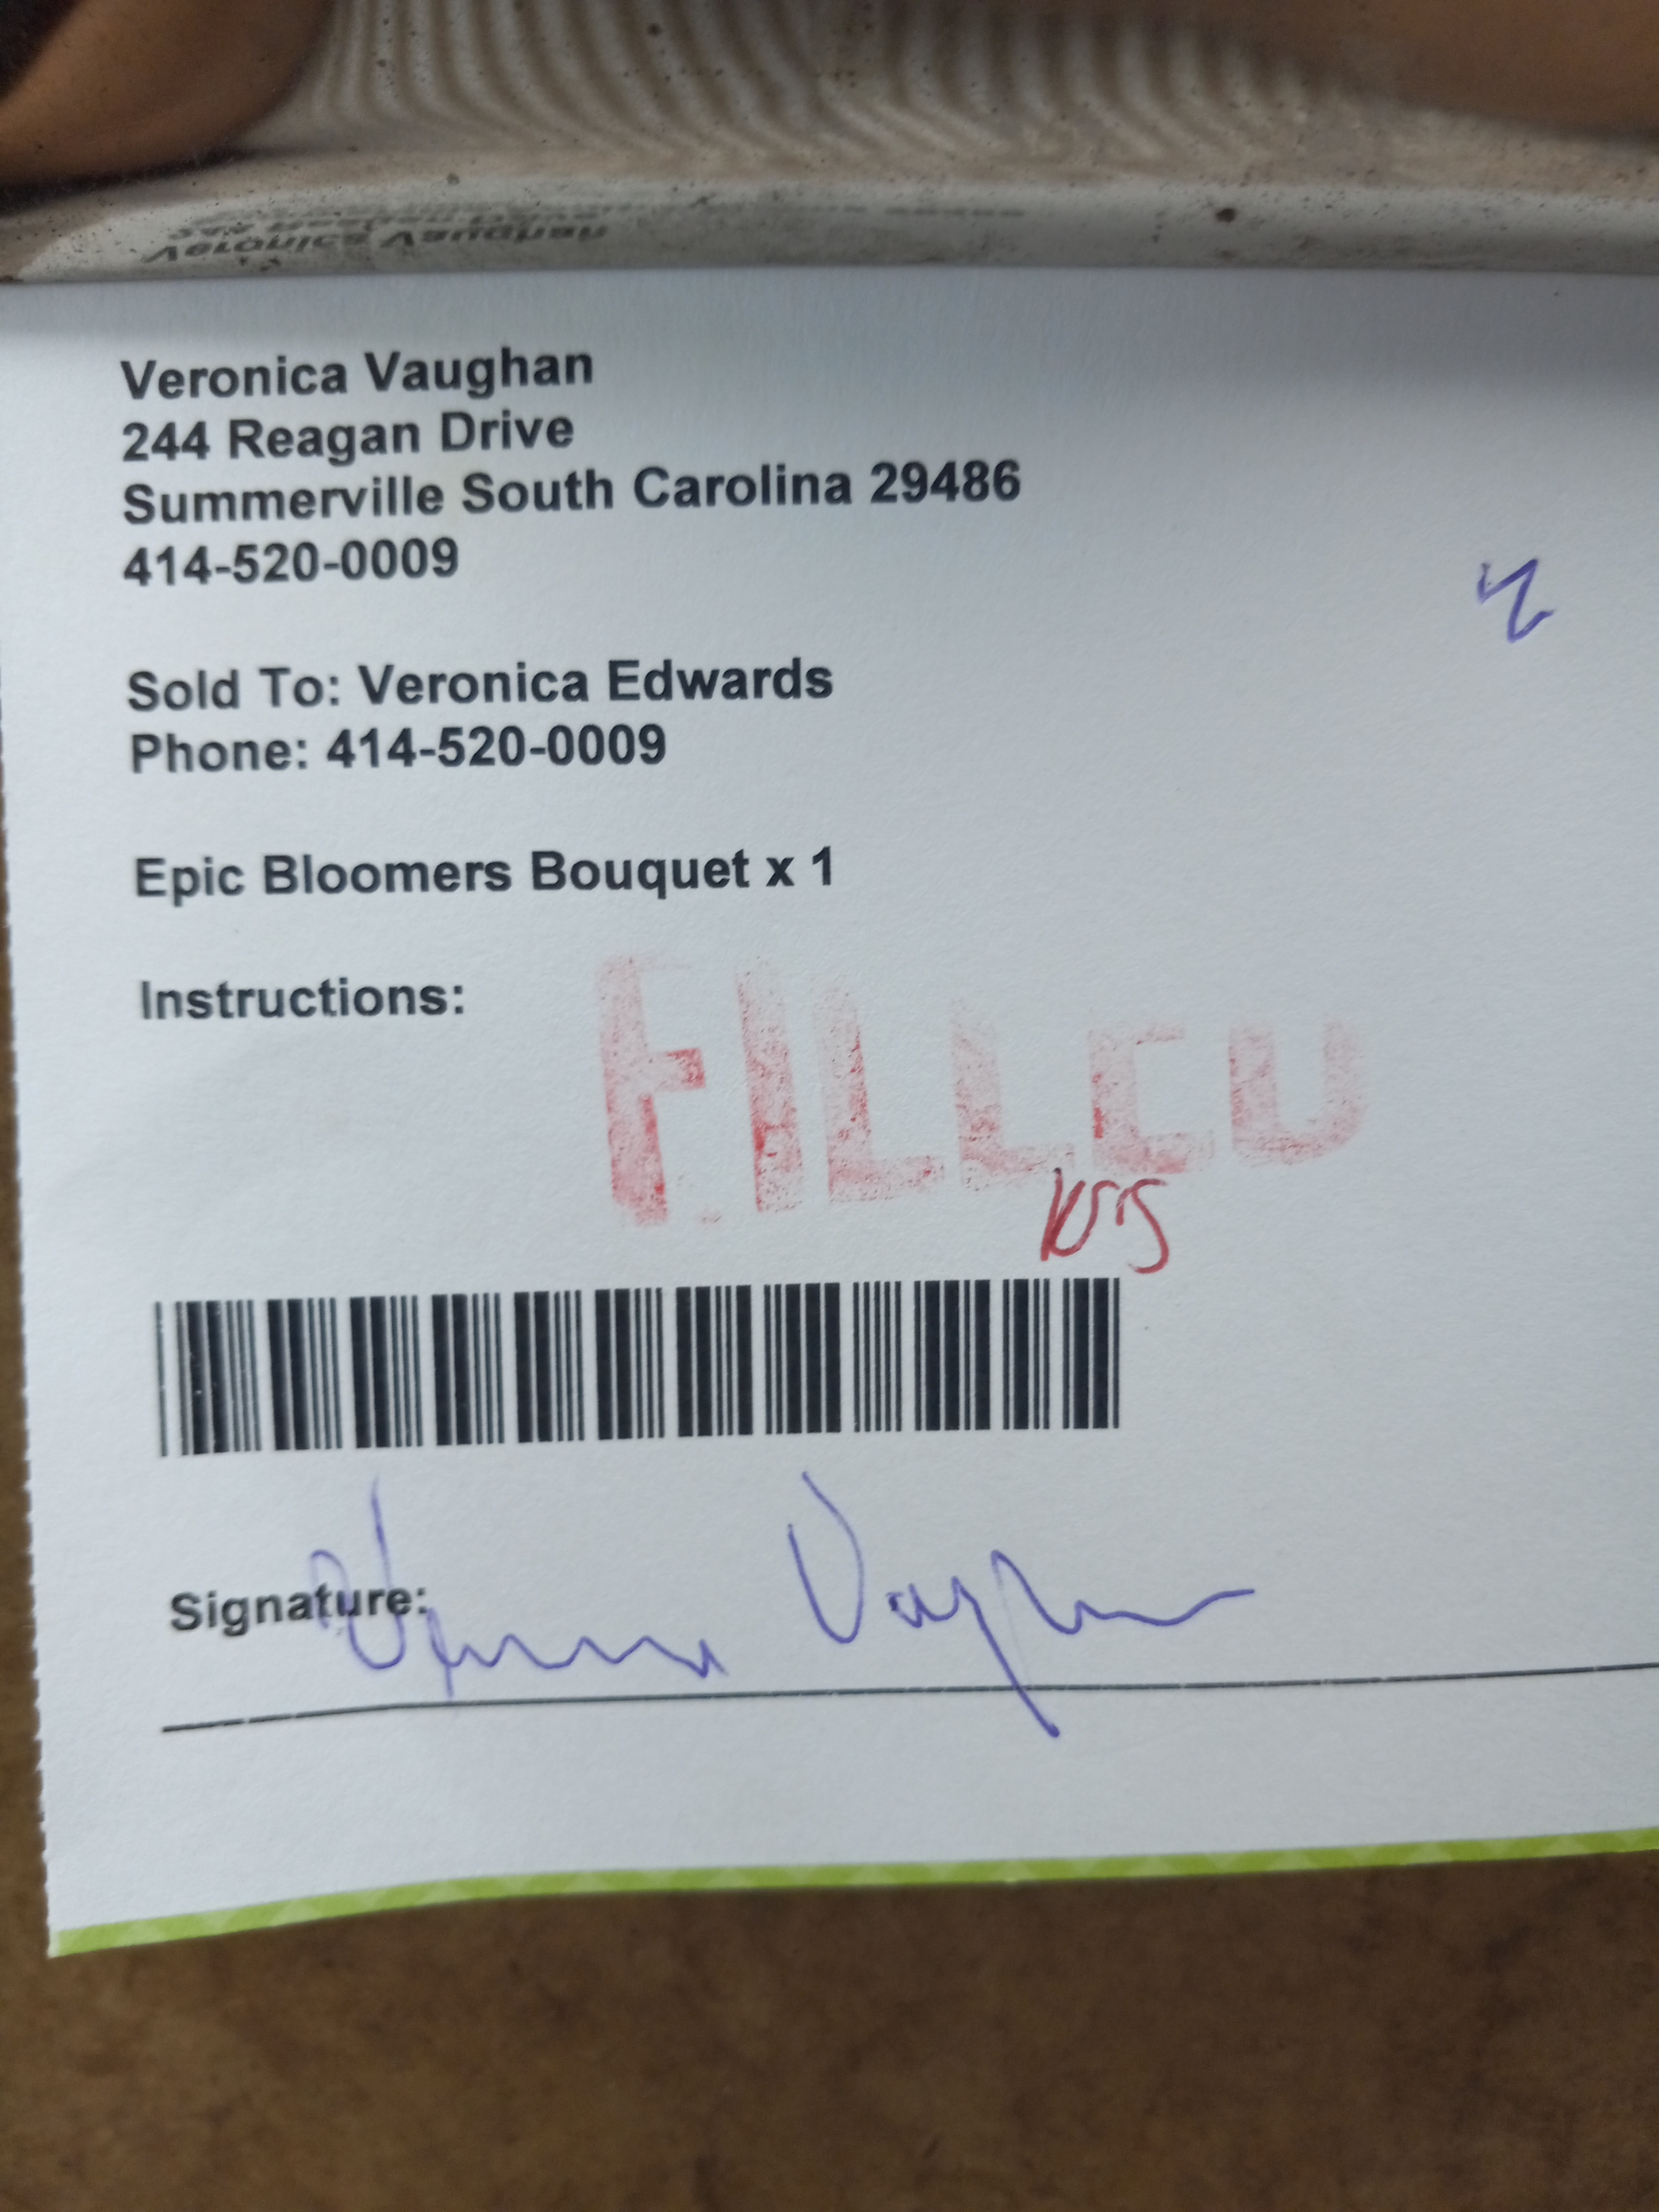 Veronica Vaughan
244 Reagan Drive
Summerville South Carolina 29486
414-520-0009
Sold To: Veronica Edwards
Phone: 414-520-0009
Epic Bloomers Bouquet x 1
Instructions:
FILLED
Signature: